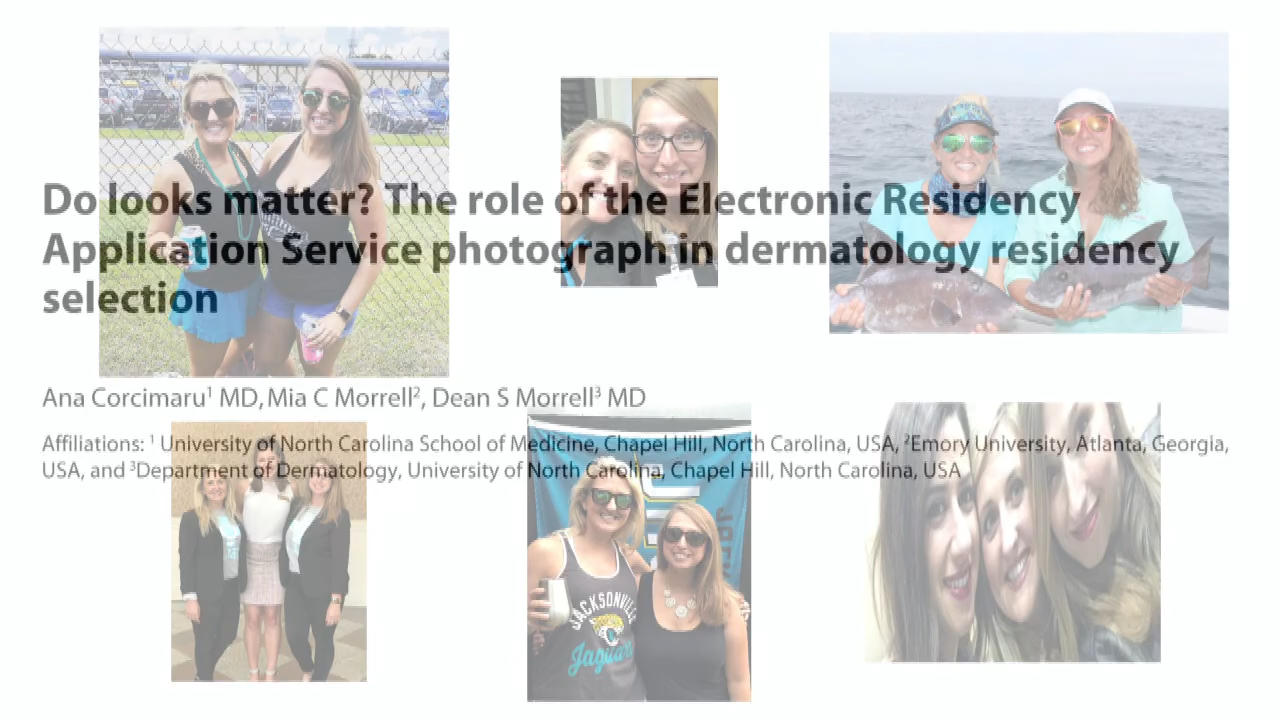 Do looks matter? The role of the Electronic Residency
Application Service photograph in dermatology residency
selection
Ana Corcimaru¹ MD, Mia C Morrell², Dean S Morrell³ MD
Affiliations: ¹ University of North Carolina School of Medicine, Chapel Hill, North Carolina, USA, ²Emory University, Atlanta, Georgia,
USA, and ³Department of Dermatology, University of North Carolina, Chapel Hill, North Carolina, USA
JACKSONVILLE
Jaguars